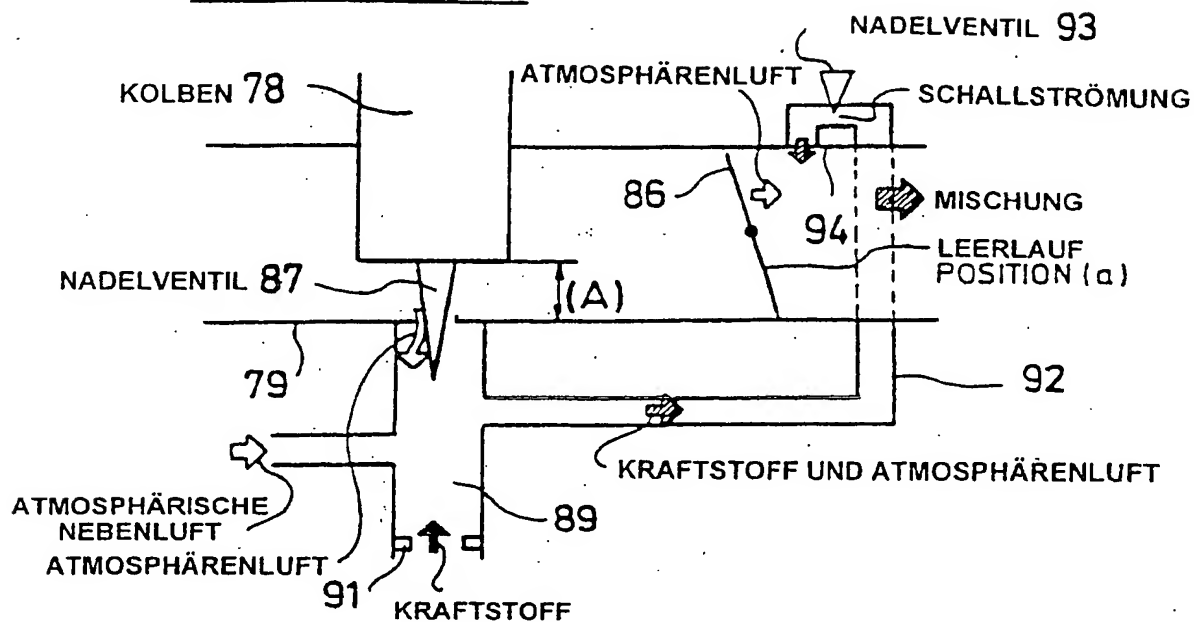 NADELVENTIL 93
ATMOSPHÄRENLUFT
KOLBEN 78
SCHALLSTRÖMUNG
86
MISCHUNG
94
LEERLAUF
POSITION (a)
NADELVENTIL 87
(A)
79
92
KRAFTSTOFF UND ATMOSPHÄRENLUFT
ATMOSPHÄRISCHE
NEBENLUFT
89
ATMOSPHÄRENLUFT
91
KRAFTSTOFF